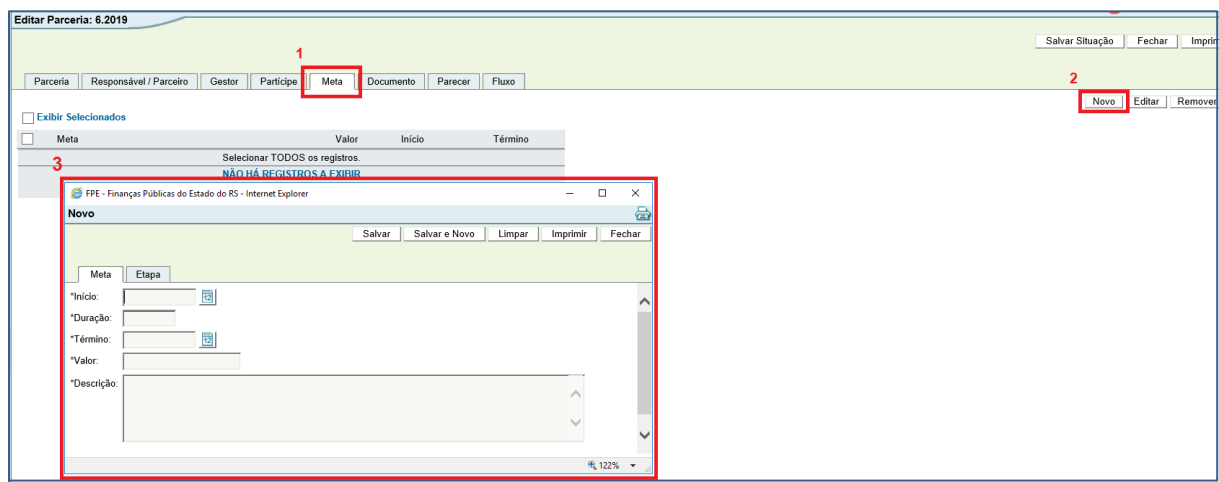 Editar Parceria: 6.2019
Salvar Situação Fechar Imprim
1
Parceria Responsável / Parceiro Gestor Partícipe Meta Documento Parecer Fluxo
2
Novo Editar Remover
Exibir Selecionados
Meta Valor Início Término
Selecionar TODOS os registros.
3
NÃO HÁ REGISTROS A EXIBIR
FPE - Finanças Públicas do Estado do RS - Internet Explorer
Novo
Salvar Salvar e Novo Limpar Imprimir Fechar
Meta Etapa
*Início:
12
*Duração:
*Término:
12
*Valor:
*Descrição:
122%